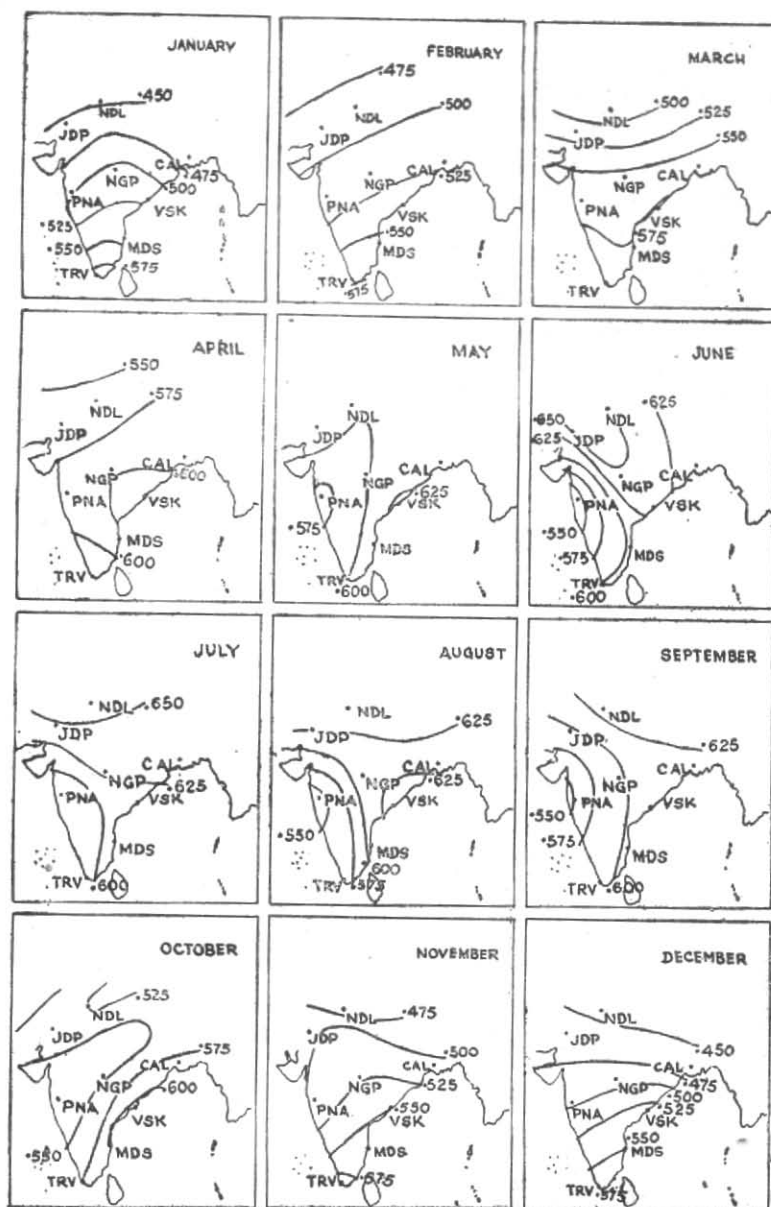 JANUARY
450
NDL
JDP
CAL
NGP
475
500
PNA
VSK
525
550
MDS
TRV
575
FEBRUARY
475
500
NDL
JDP
CAL
NGP
525
PNA
VSK
550
MDS
TRV
575
MARCH
500
NDL
525
JDP
550
CAL
NGP
PNA
VSK
575
MDS
TRV
APRIL
550
575
NDL
JDP
CAL
NGP
600
PNA
VSK
MDS
600
TRV
MAY
NDL
JDP
CAL
NGP
625
PNA
VSK
575
MDS
TRV
600
JUNE
625
NDL
650
625
JDP
CAL
NGP
PNA
VSK
550
575
MDS
TRV
600
JULY
NDL
650
JDP
CAL
NGP
625
PNA
VSK
MDS
TRV
600
AUGUST
NDL
625
JDP
CAL
NGP
625
PNA
VSK
550
MDS
600
TRV
575
SEPTEMBER
NDL
JDP
625
CAL
NGP
PNA
VSK
550
575
MDS
TRV
600
OCTOBER
525
NDL
JDP
575
CAL
NGP
600
PNA
VSK
550
MDS
TRV
NOVEMBER
475
NDL
JDP
500
CAL
NGP
525
PNA
550
VSK
MDS
TRV
575
DECEMBER
NDL
JDP
450
CAL
NGP
475
500
PNA
525
VSK
550
MDS
TRV
575